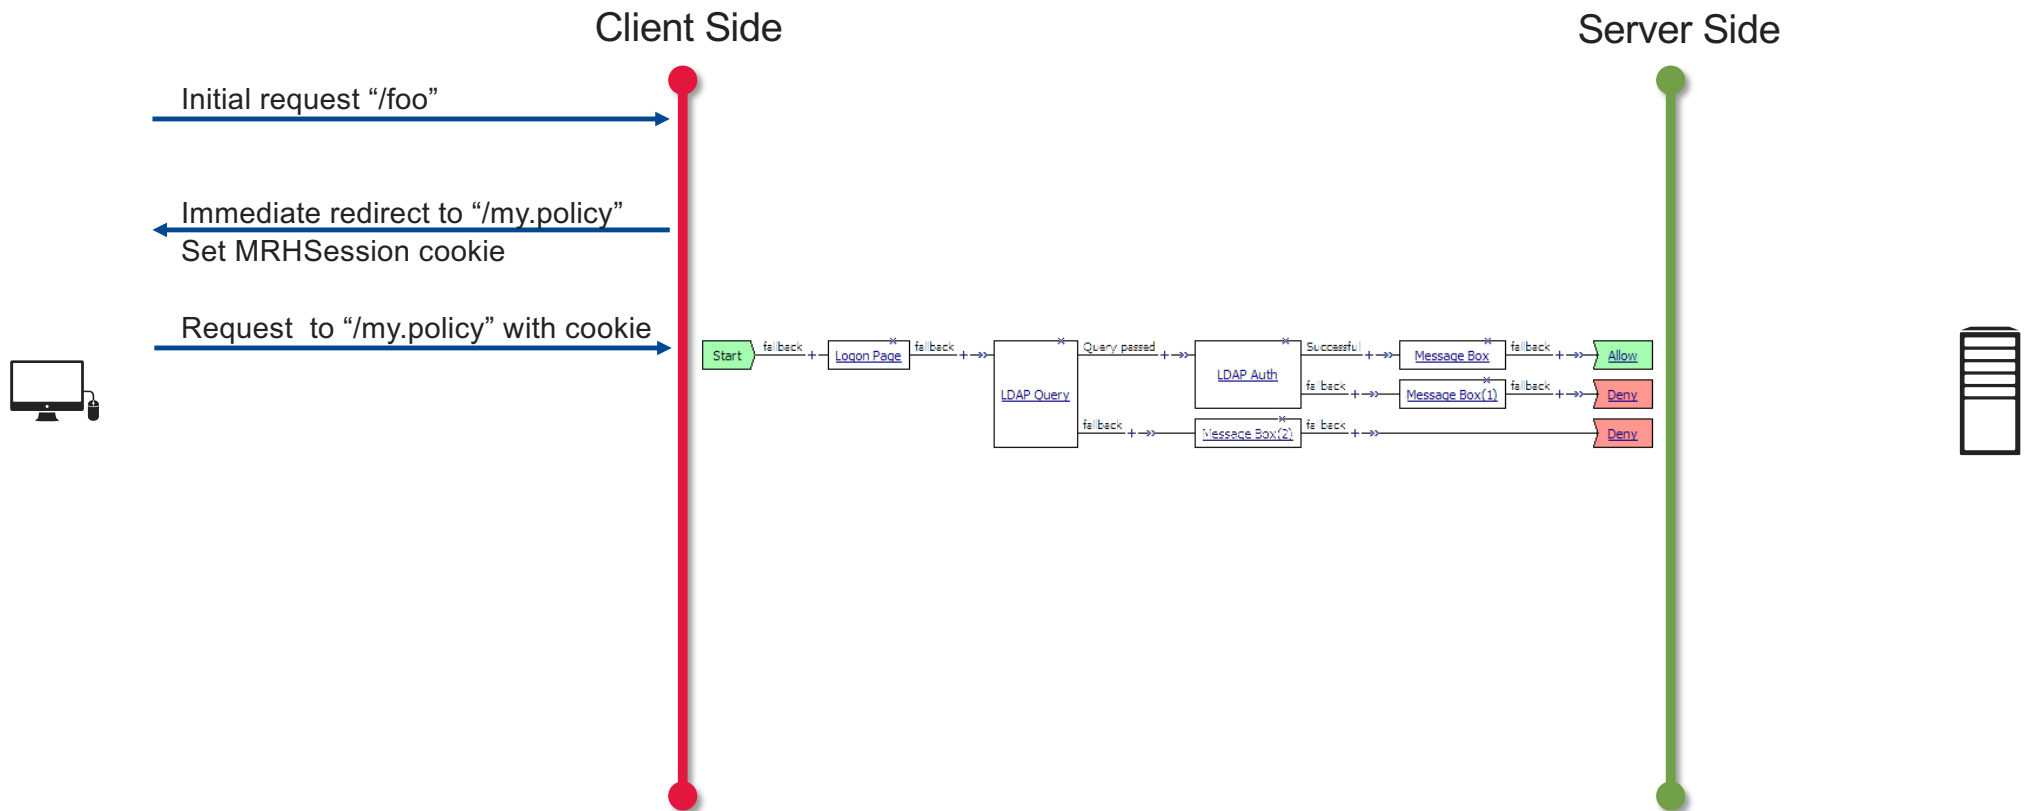 Client Side
Server Side
Initial request “/foo”
Immediate redirect to “/my.policy”
Set MRHSession cookie
Request  to “/my.policy” with cookie
Start
fallback
Logon Page
fallback
LDAP Query
Query passed
LDAP Auth
Successful
Message Box
fallback
Allow
fallback
Message Box(1)
fallback
Deny
fallback
Message Box(2)
fallback
Deny